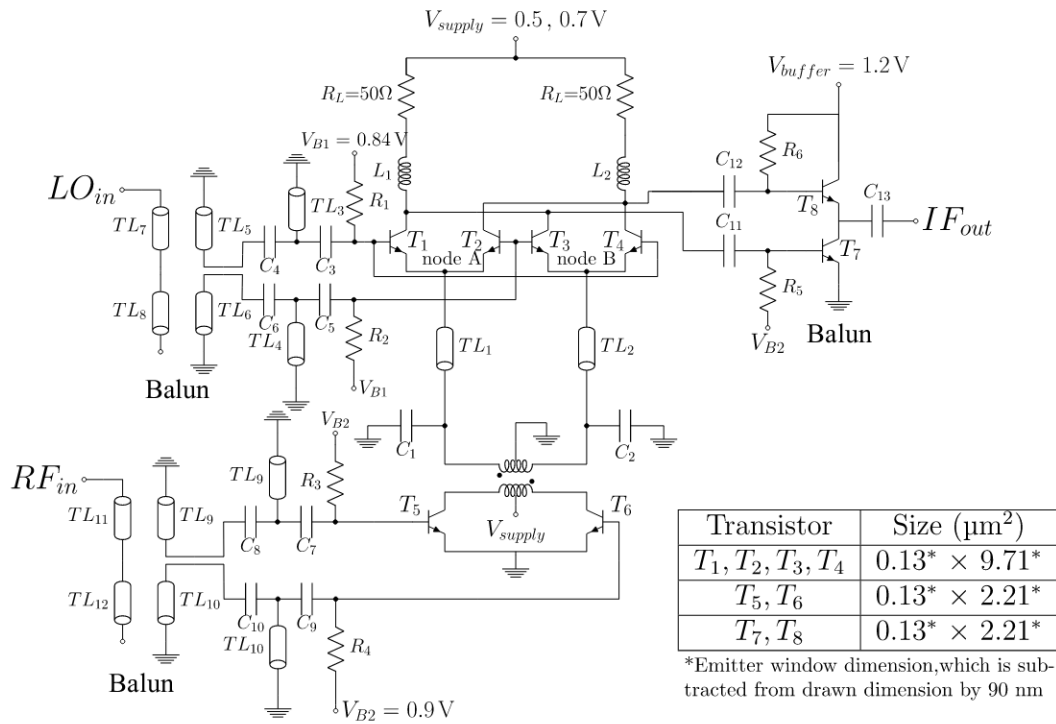 V_supply = 0.5 , 0.7 V
R_L=50Ω
R_L=50Ω
V_buffer = 1.2 V
V_B1 = 0.84 V
L_1
L_2
R_6
C_12
LO_in
TL_7
TL_5
TL_3
R_1
C_4
C_3
T_1
T_2
T_3
T_4
node A
node B
T_8
C_13
IF_out
C_11
T_7
TL_8
TL_6
C_6
C_5
TL_4
R_2
R_5
V_B2
Balun
TL_1
TL_2
V_B1
Balun
C_1
C_2
V_B2
RF_in
TL_11
TL_9
TL_9
R_3
C_8
C_7
T_5
T_6
V_supply
TL_12
TL_10
C_10
C_9
TL_10
R_4
Balun
V_B2 = 0.9 V
Transistor Size (µm²)
T_1, T_2, T_3, T_4 0.13* × 9.71*
T_5, T_6 0.13* × 2.21*
T_7, T_8 0.13* × 2.21*
*Emitter window dimension,which is sub-
tracted from drawn dimension by 90 nm